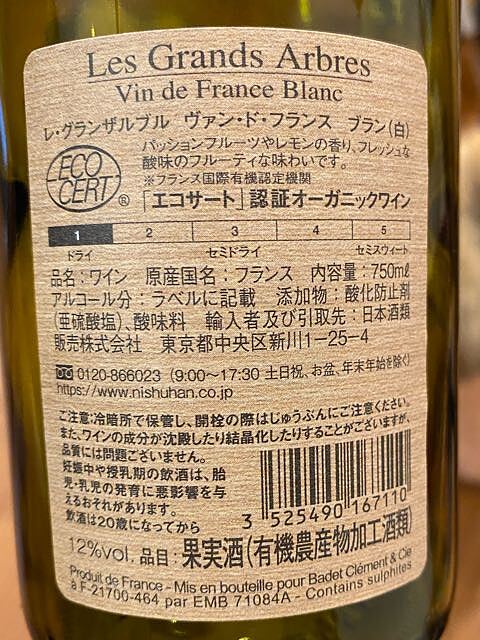 Les Grands Arbres
Vin de France Blanc
レ・グランザルブル ヴァン・ド・フランス ブラン(白)
パッションフルーツやレモンの香り,フレッシュな
酸味のフルーティな味わいです。
※フランス国際有機認定機関
ECO
CERT®
「エコサート」認証オーガニックワイン
1 2 3 4 5
ドライ セミドライ セミスウィート
品名:ワイン 原産国名:フランス 内容量:750mℓ
アルコール分:ラベルに記載 添加物:酸化防止剤
(亜硫酸塩)、酸味料 輸入者及び引取先:日本酒類
販売株式会社 東京都中央区新川1-25-4
0120-866023 (9:00〜17:30 土日祝、お盆、年末年始を除く)
https://www.nishuhan.co.jp
ご注意:冷暗所で保管し、開栓の際はじゅうぶんにご注意ください。
また、ワインの成分が沈殿したり結晶化したりすることがございますが、
品質には問題ございません。
妊娠中や授乳期の飲酒は、胎
児・乳児の発育に悪影響を与
えるおそれがあります。
飲酒は20歳になってから
3 525490 167110
12%vol. 品目:果実酒(有機農産物加工酒類)
Produit de France - Mis en bouteille pour Badet Clément & Cie
à F-21700-464 par EMB 71084A - Contains sulphites